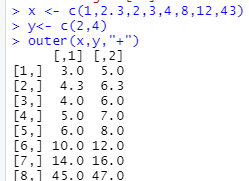 > x <- c(1,2.3,2,3,4,8,12,43)
> y<- c(2,4)
> outer(x,y,"+")
     [,1] [,2]
[1,]  3.0  5.0
[2,]  4.3  6.3
[3,]  4.0  6.0
[4,]  5.0  7.0
[5,]  6.0  8.0
[6,] 10.0 12.0
[7,] 14.0 16.0
[8,] 45.0 47.0